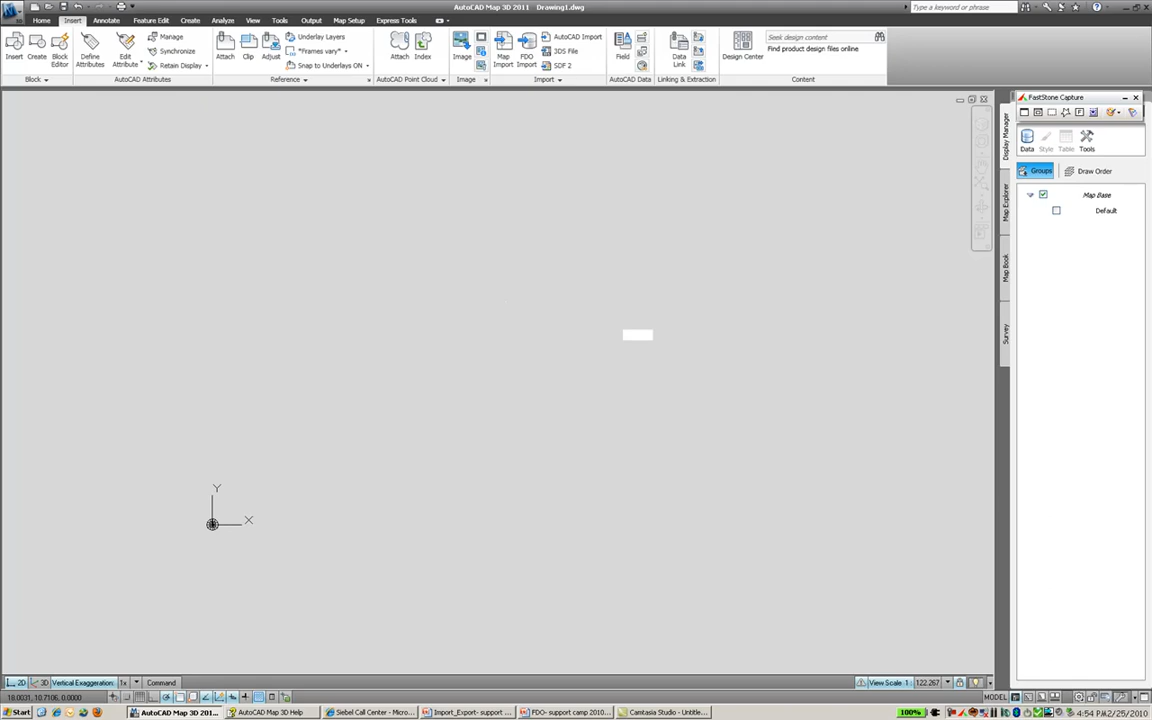 AutoCAD Map 3D 2011 Drawing1.dwg
Type a keyword or phrase
Home Insert Annotate Feature Edit Create Analyze View Tools Output Map Setup Express Tools
Insert Create Block Editor
Block
Define Attributes Edit Attribute
Manage
Synchronize
Retain Display
AutoCAD Attributes
Attach Clip Adjust
Underlay Layers
*Frames vary*
Snap to Underlays ON
Reference
Attach Index
AutoCAD Point Cloud
Image
Image
Map Import FDO Import
AutoCAD Import
3DS File
SDF 2
Import
Field
AutoCAD Data
Data Link
Linking & Extraction
Design Center
Seek design content
Find product design files online
Content
FastStone Capture
Data Style Table Tools
Groups Draw Order
Map Base
Default
Display Manager
Map Explorer
Map Book
Survey
Y
X
2D 3D Vertical Exaggeration: 1x Command
View Scale 1: 122.267
18.0031, 10.7106, 0.0000
MODEL
Start
AutoCAD Map 3D 201...
AutoCAD Map 3D Help
Siebel Call Center - Micro...
Import_Export- support ...
FDO- support camp 2010...
Camtasia Studio - Untitle...
100%
4:54 PM 2/25/2010